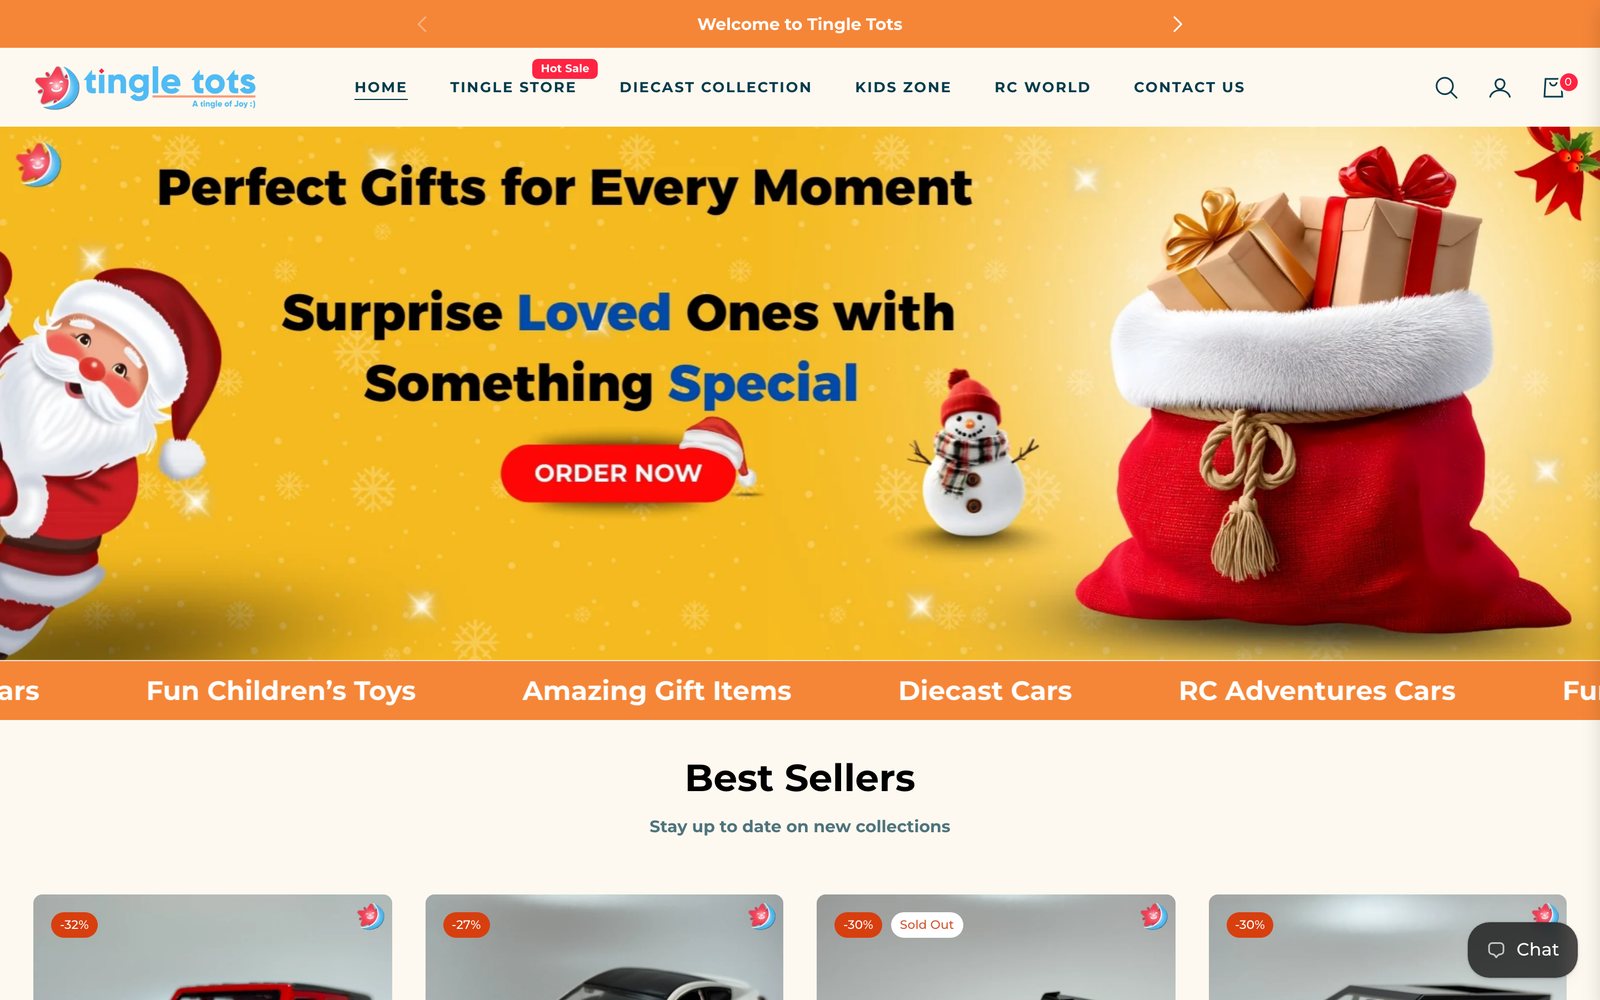 Welcome to Tingle Tots
tingle tots
A tingle of Joy :)
Hot Sale
HOME
TINGLE STORE
DIECAST COLLECTION
KIDS ZONE
RC WORLD
CONTACT US
0
Perfect Gifts for Every Moment
Surprise Loved Ones with
Something Special
ORDER NOW
ars
Fun Children’s Toys
Amazing Gift Items
Diecast Cars
RC Adventures Cars
Fu
Best Sellers
Stay up to date on new collections
-32%
-27%
-30%
Sold Out
-30%
Chat